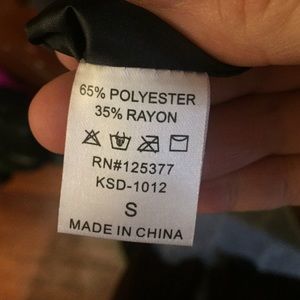 65% POLYESTER
35% RAYON
RN#125377
KSD-1012
S
MADE IN CHINA